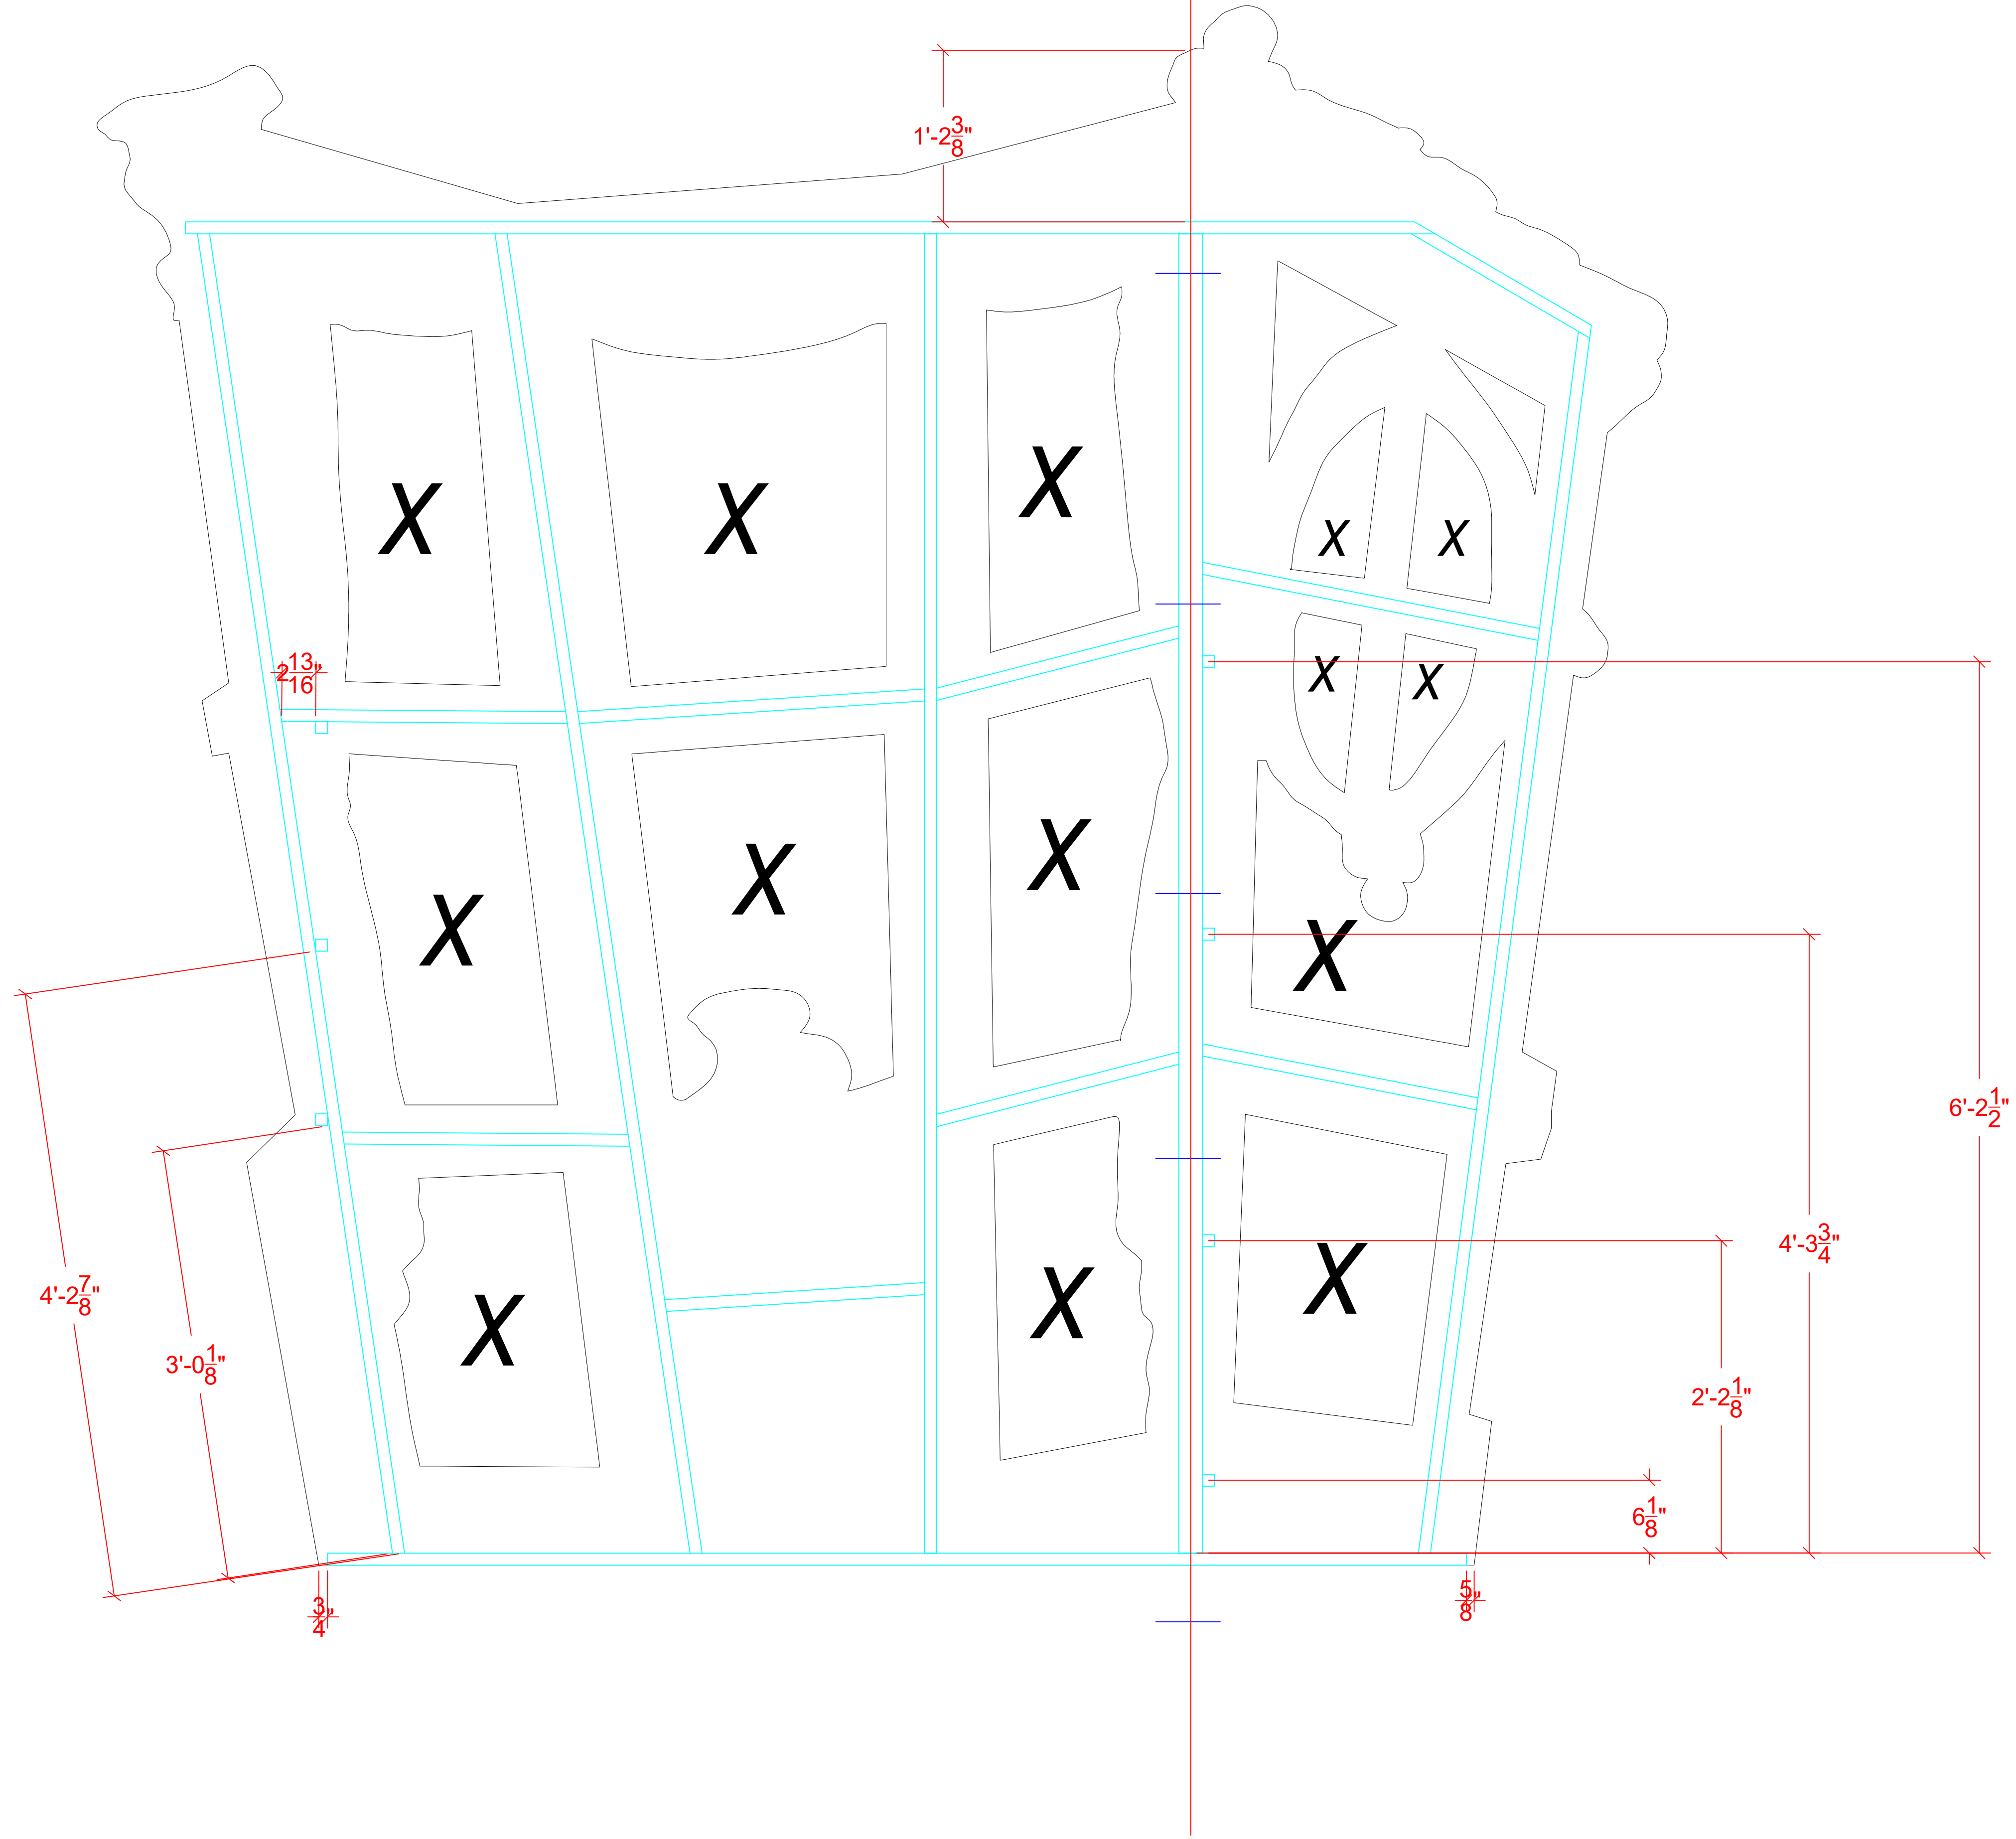 1'-2 3/8"
X
X
X
X
X
2 13/16"
X
X
X
X
X
X
X
6'-2 1/2"
4'-3 3/4"
4'-2 7/8"
X
X
X
3'-0 1/8"
2'-2 1/8"
6 1/8"
5/8"
3/4"